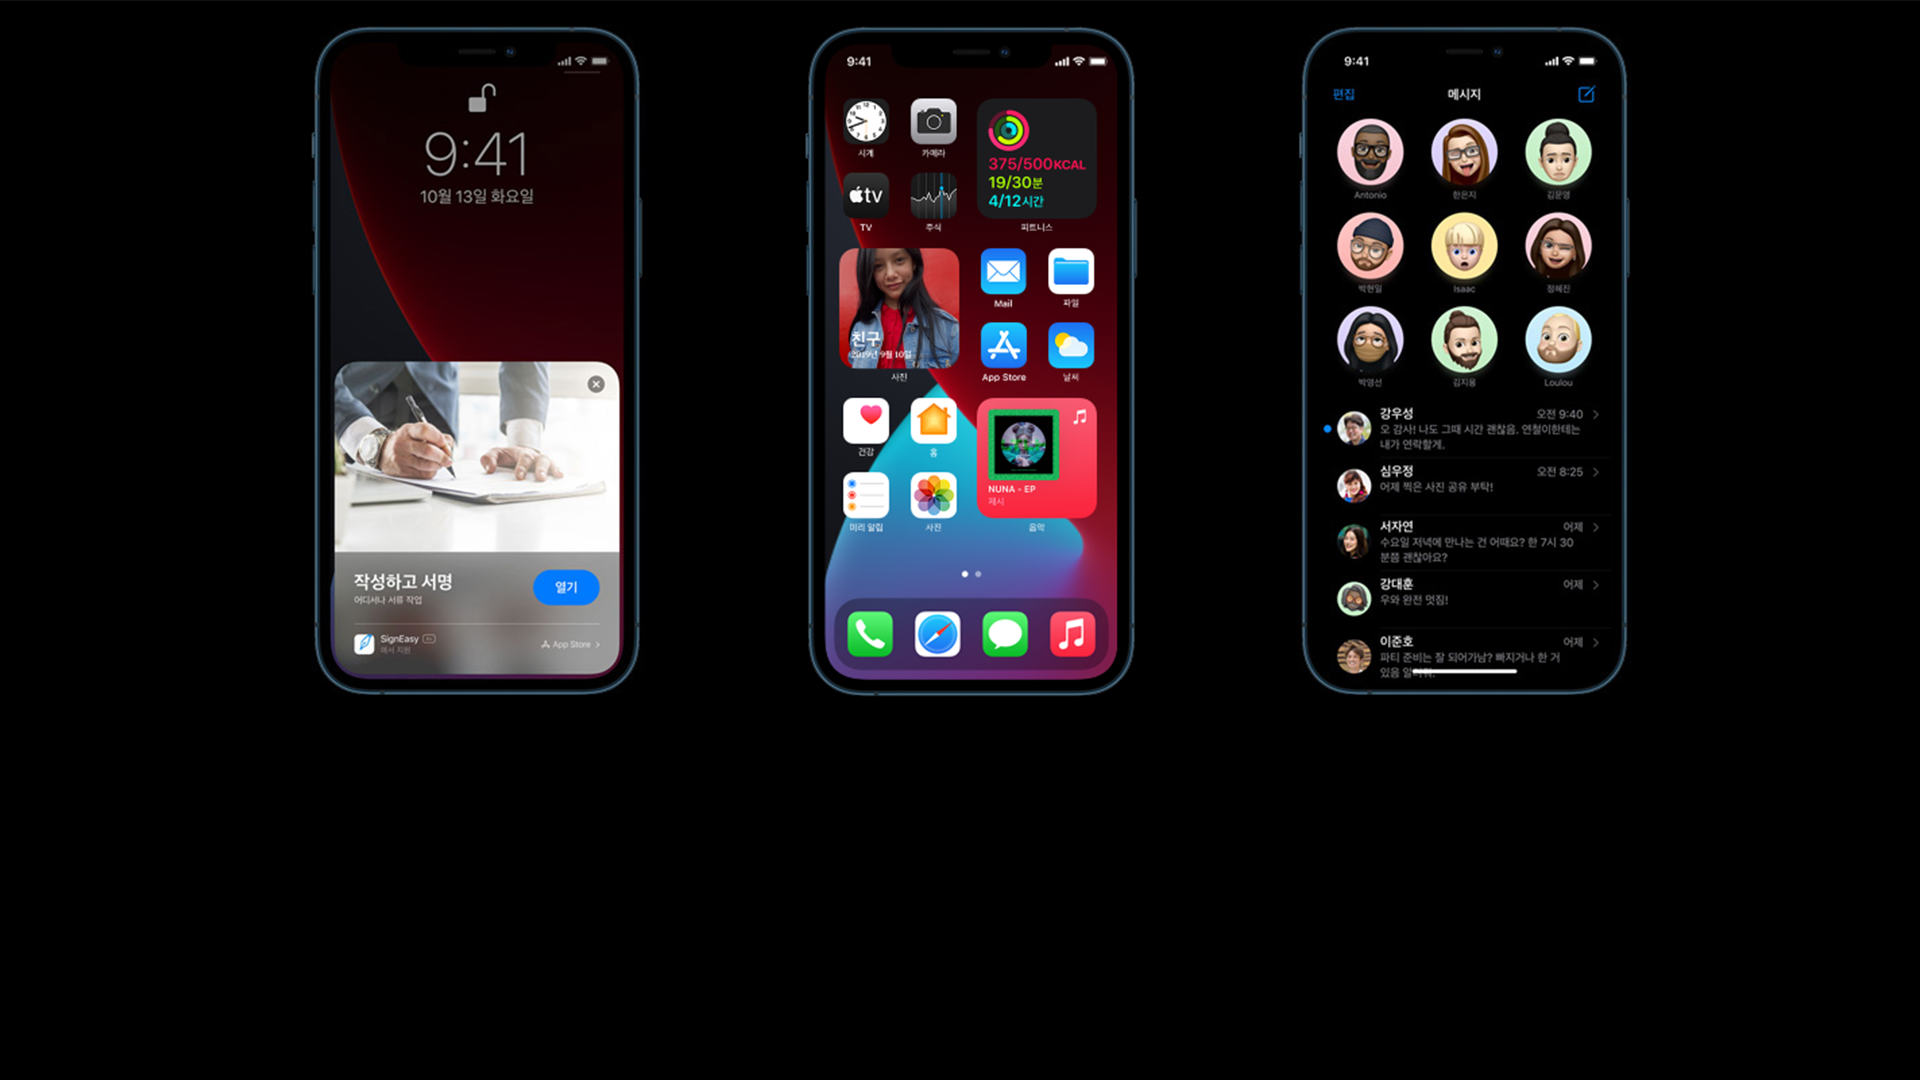 9:41
10월 13일 화요일
작성하고 서명
어디서나 서류 작업
열기
SignEasy
에서 지원
App Store
9:41
시계
카메라
375/500KCAL
19/30분
4/12시간
tv
TV
주식
피트니스
친구
2019년 9월 10일
사진
Mail
파일
App Store
날씨
건강
홈
NUNA - EP
제시
미리 알림
사진
음악
9:41
편집
메시지
Antonio
한은지
김운영
박현일
Isaac
정혜진
박영선
김지용
Loulou
강우성
오전 9:40
오 감사! 나도 그때 시간 괜찮음. 연철이한테는
내가 연락할게.
심우정
오전 8:25
어제 찍은 사진 공유 부탁!
서자연
어제
수요일 저녁에 만나는 건 어때요? 한 7시 30
분쯤 괜찮아요?
강대훈
어제
우와 완전 멋짐!
이준호
어제
파티 준비는 잘 되어가남? 빠지거나 한 거
있음